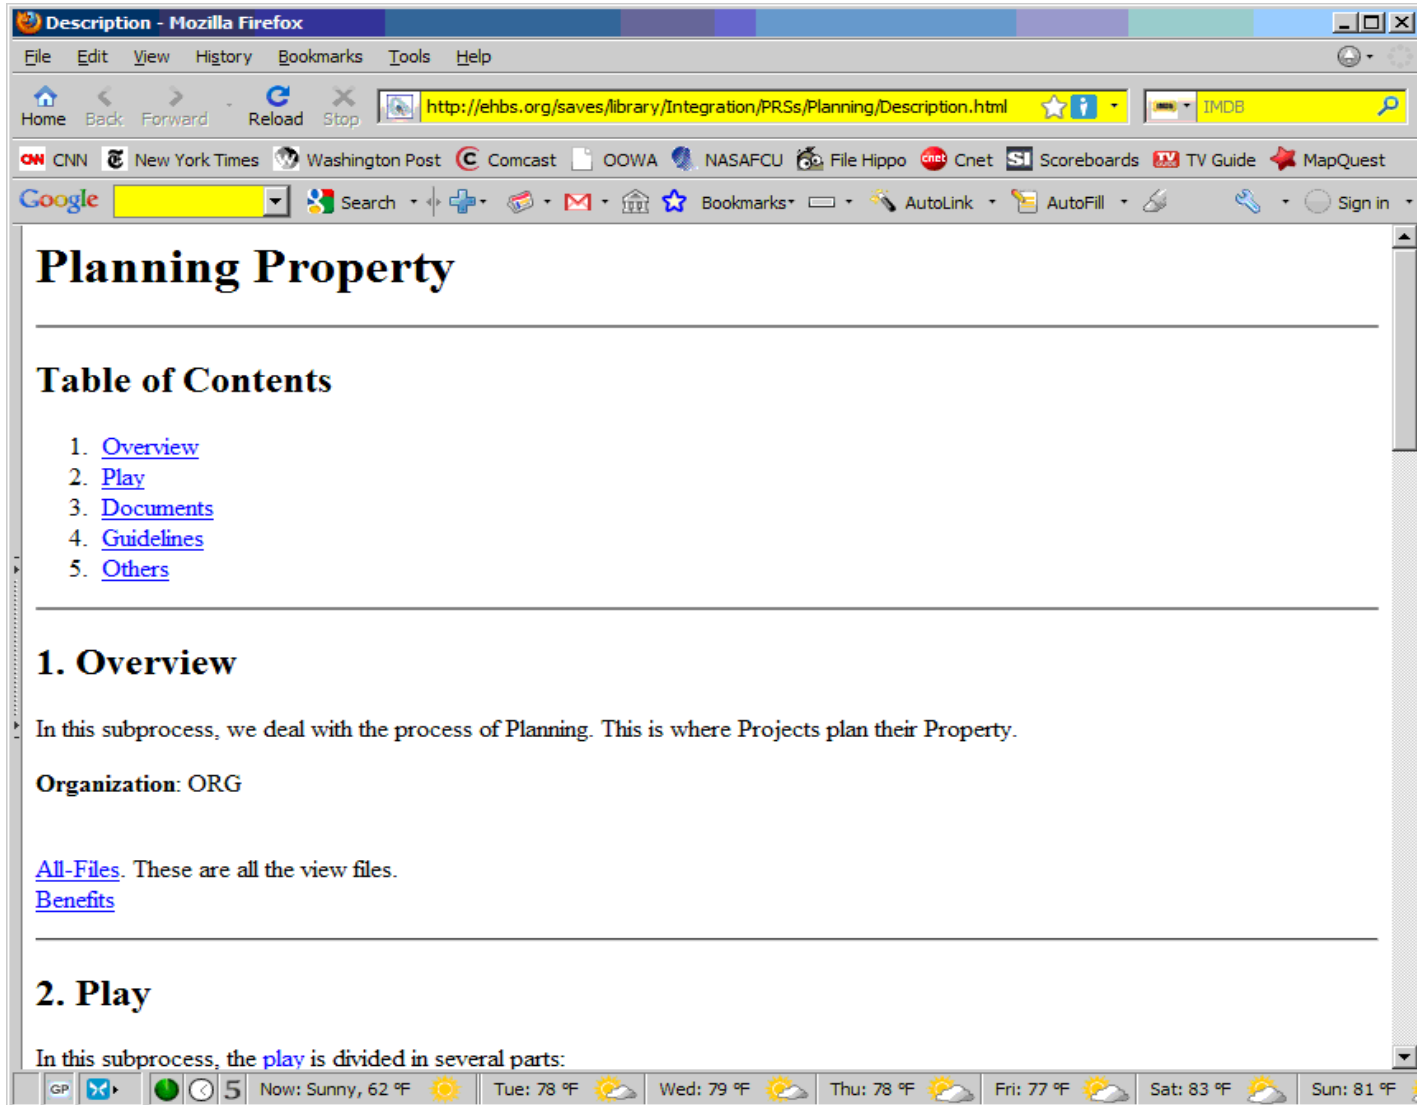 Description - Mozilla Firefox
File Edit View History Bookmarks Tools Help
Home Back Forward Reload Stop http://ehbs.org/saves/library/Integration/PRSs/Planning/Description.html IMDB
CNN New York Times Washington Post Comcast OOWA NASAFCU File Hippo Cnet Scoreboards TV Guide MapQuest
Google Search Bookmarks AutoLink AutoFill Sign in
Planning Property
Table of Contents
1. Overview
2. Play
3. Documents
4. Guidelines
5. Others
1. Overview
In this subprocess, we deal with the process of Planning. This is where Projects plan their Property.
Organization: ORG
All-Files. These are all the view files.
Benefits
2. Play
In this subprocess, the play is divided in several parts:
GP 5 Now: Sunny, 62 °F Tue: 78 °F Wed: 79 °F Thu: 78 °F Fri: 77 °F Sat: 83 °F Sun: 81 °F